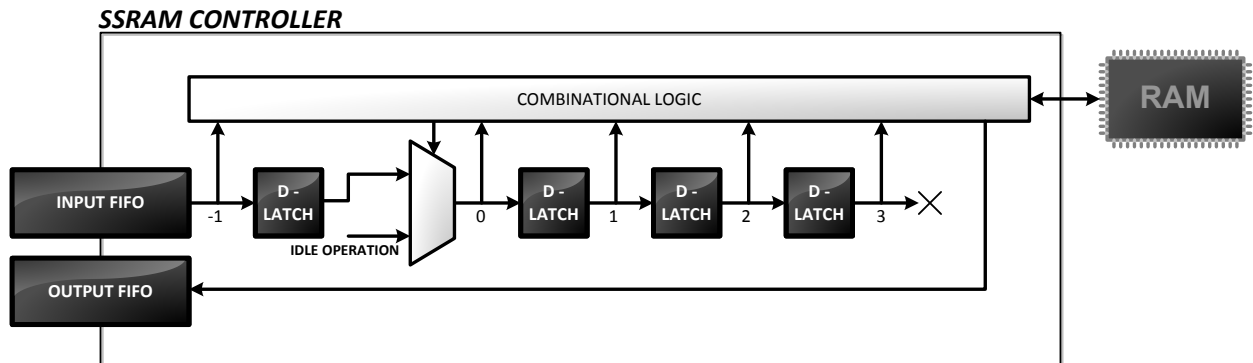 SSRAM CONTROLLER
COMBINATIONAL LOGIC
RAM
INPUT FIFO
-1
D -
LATCH
IDLE OPERATION
0
D -
LATCH
1
D -
LATCH
2
D -
LATCH
3
OUTPUT FIFO